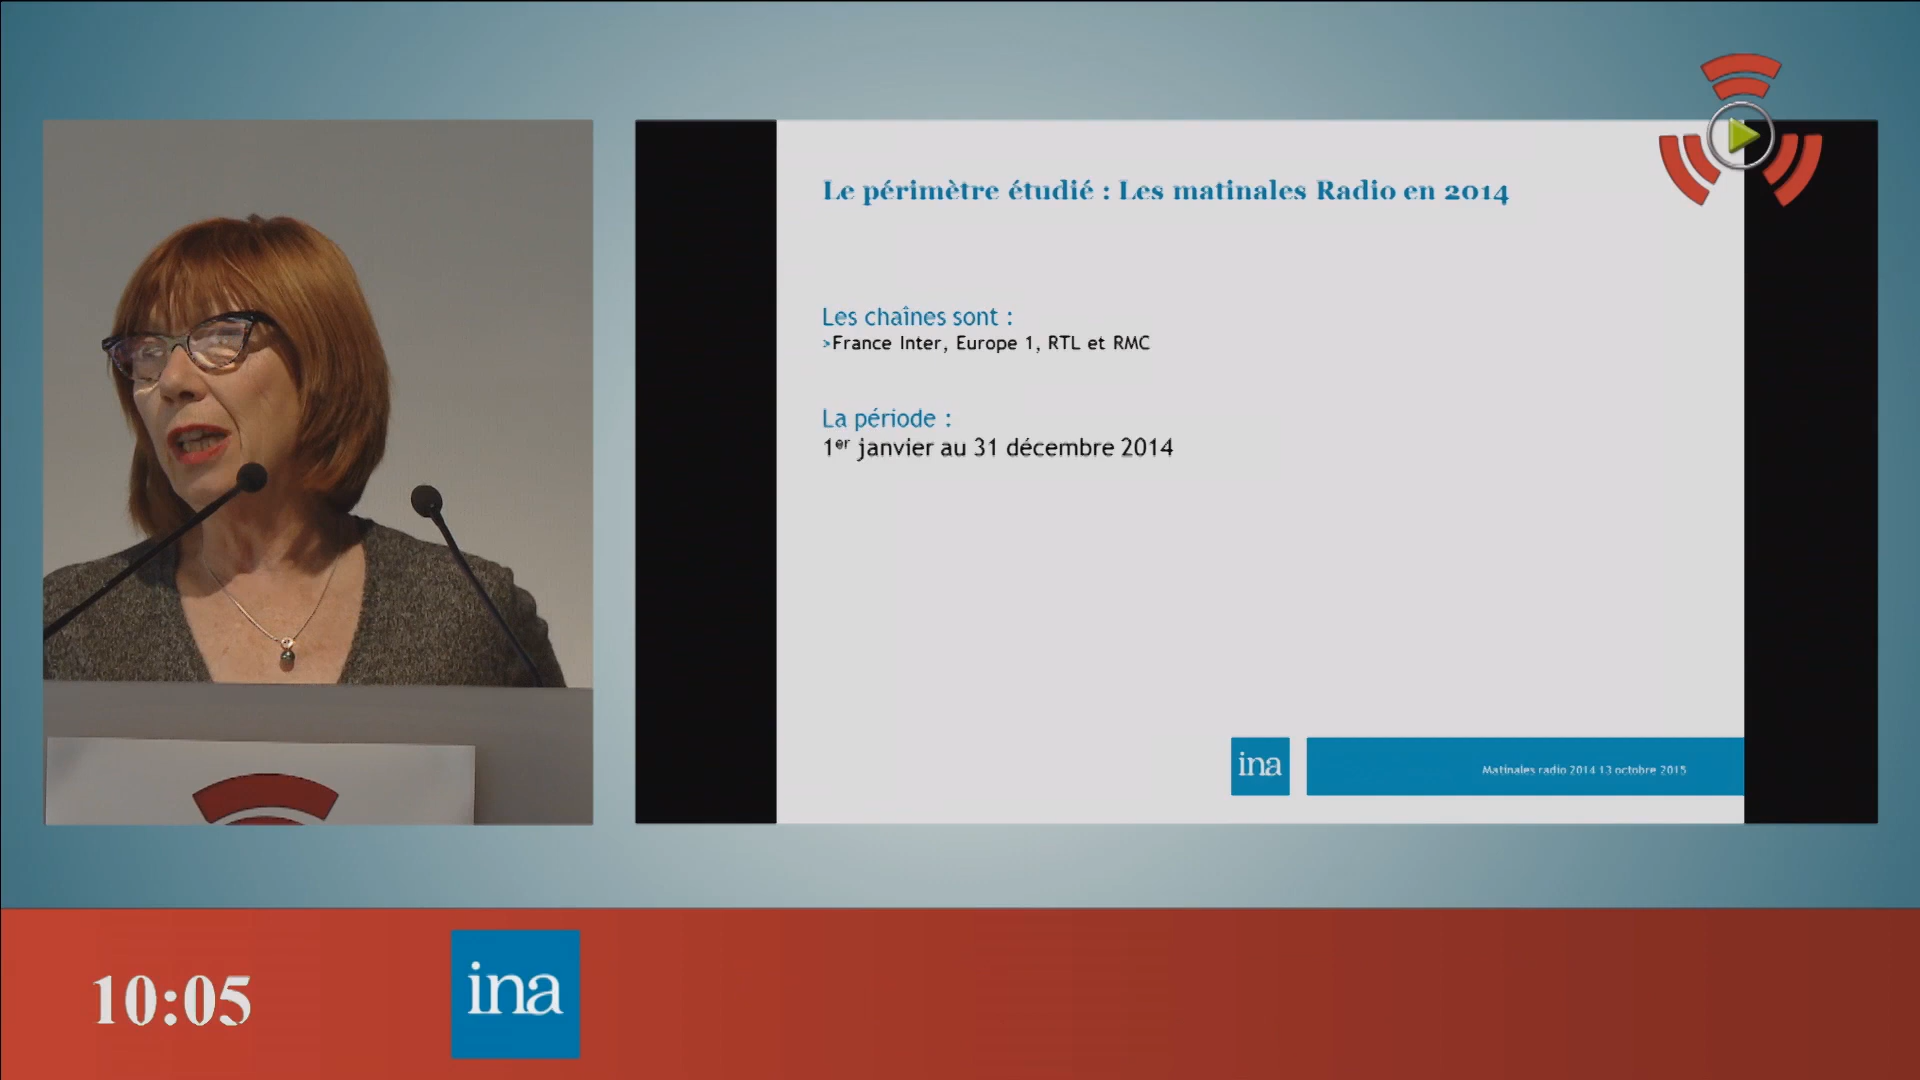 Le périmètre étudié : Les matinales Radio en 2014
Les chaînes sont :
>France Inter, Europe 1, RTL et RMC
La période :
1er janvier au 31 décembre 2014
ina
Matinales radio 2014 13 octobre 2015
10:05
ina